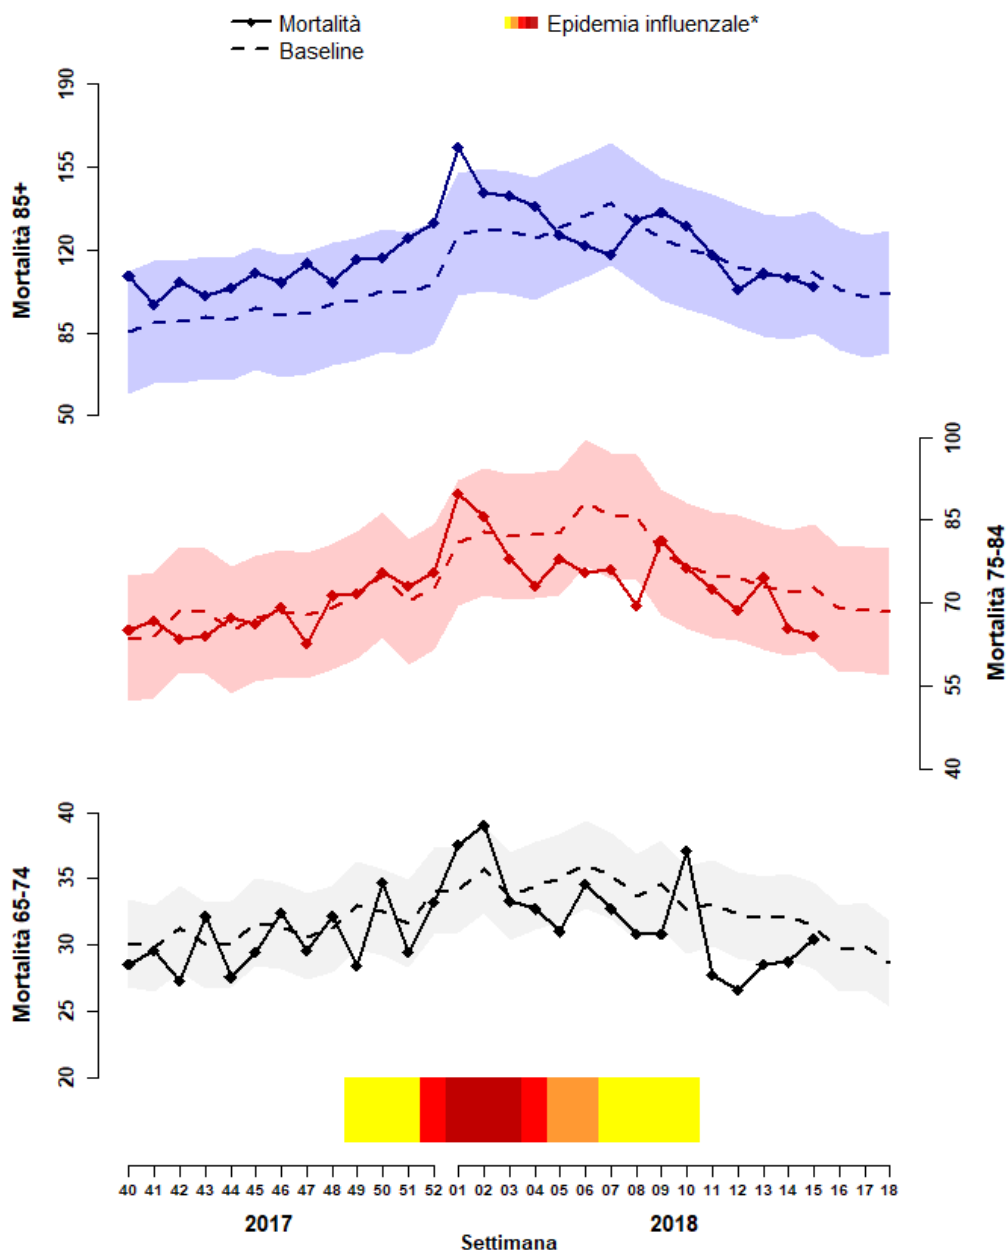 Mortalità
Epidemia influenzale*
Baseline
Mortalità 85+
190
155
120
85
50
Mortalità 75-84
100
85
70
55
40
Mortalità 65-74
40
35
30
25
20
40 41 42 43 44 45 46 47 48 49 50 51 52 01 02 03 04 05 06 07 08 09 10 11 12 13 14 15 16 17 18
2017 2018
Settimana